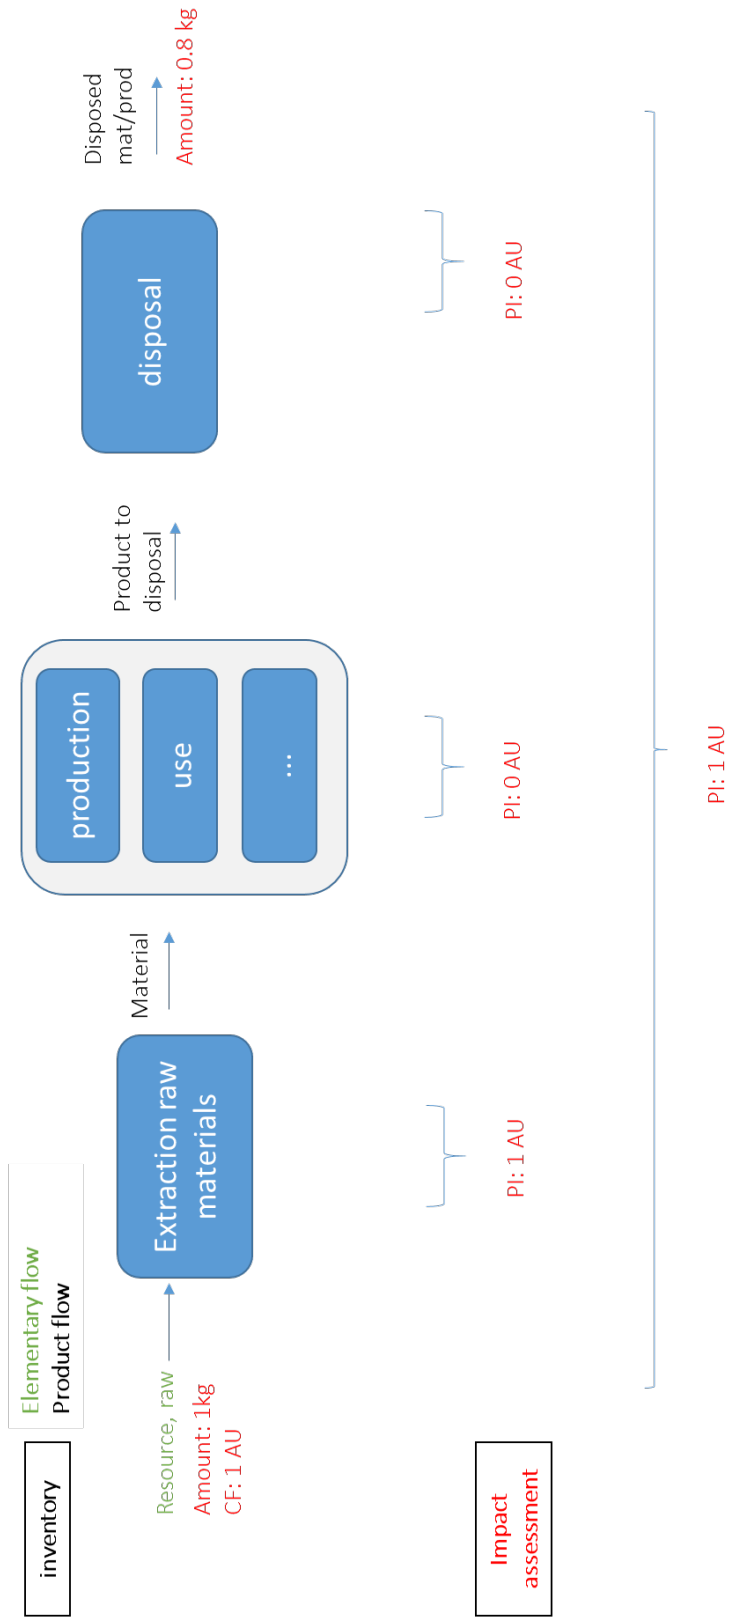 inventory
Elementary flow
Product flow
Resource, raw
Amount: 1kg
CF: 1 AU
Extraction raw
materials
Material
production
use
...
Product to
disposal
disposal
Disposed
mat/prod
Amount: 0.8 kg
Impact
assessment
PI: 1 AU
PI: 0 AU
PI: 0 AU
PI: 1 AU